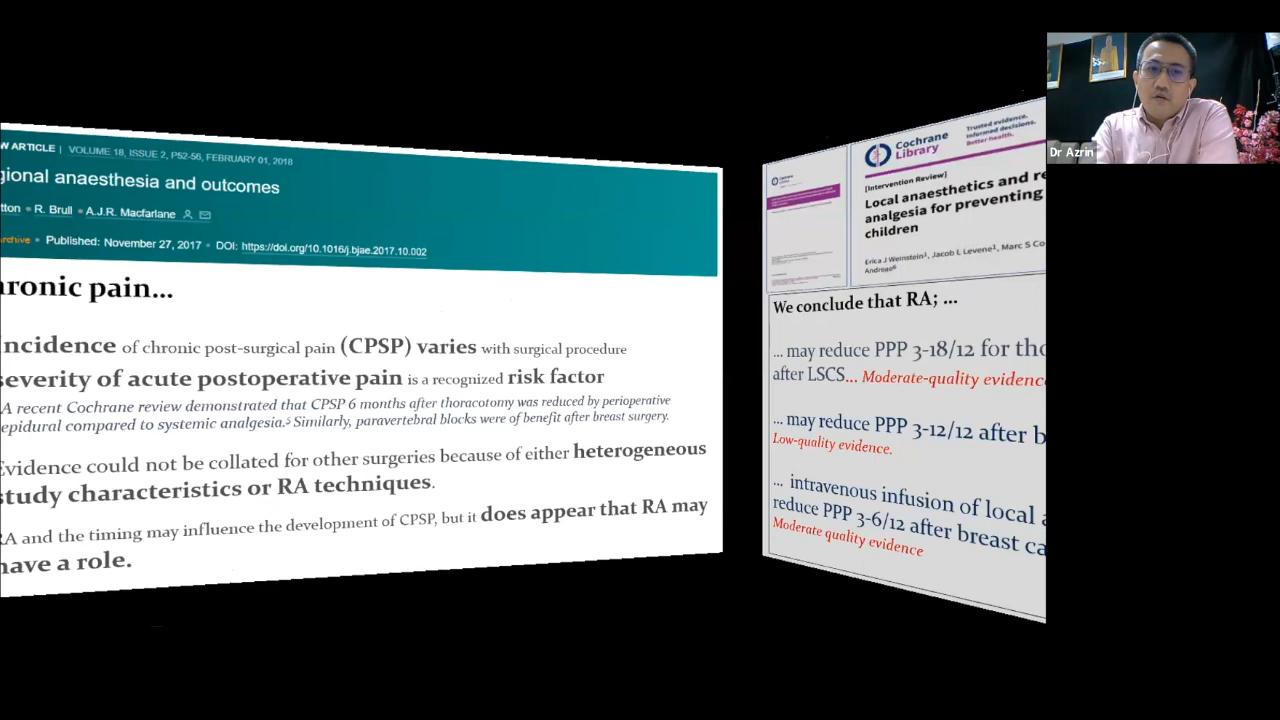 W ARTICLE | VOLUME 18, ISSUE 2, P52-56, FEBRUARY 01, 2018
gional anaesthesia and outcomes
tton • R. Brull • A.J.R. Macfarlane
Archive • Published: November 27, 2017 • DOI: https://doi.org/10.1016/j.bjae.2017.10.002
hronic pain...
incidence of chronic post-surgical pain (CPSP) varies with surgical procedure
severity of acute postoperative pain is a recognized risk factor
A recent Cochrane review demonstrated that CPSP 6 months after thoracotomy was reduced by perioperative
epidural compared to systemic analgesia.5 Similarly, paravertebral blocks were of benefit after breast surgery.
Evidence could not be collated for other surgeries because of either heterogeneous
study characteristics or RA techniques.
RA and the timing may influence the development of CPSP, but it does appear that RA may
have a role.
Cochrane
Library
Trusted evidence.
Informed decisions.
Better health.
[Intervention Review]
Local anaesthetics and re
analgesia for preventing
children
Erica J Weinstein1, Jacob L Levene1, Marc S Co
Andreae6
We conclude that RA; ...
... may reduce PPP 3-18/12 for tho
after LSCS... Moderate-quality evidence
... may reduce PPP 3-12/12 after b
Low-quality evidence.
... intravenous infusion of local a
reduce PPP 3-6/12 after breast ca
Moderate quality evidence
Dr Azrin